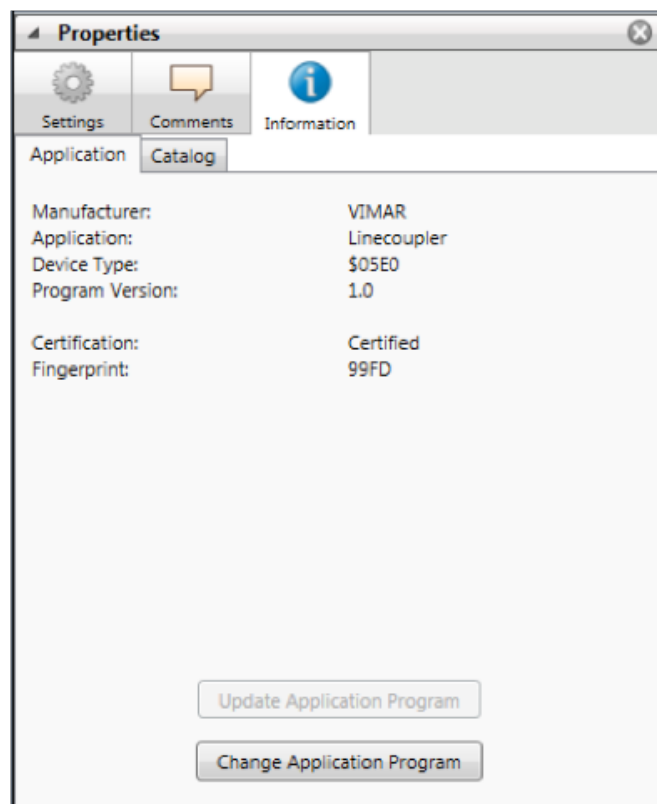 Properties
Settings Comments Information
Application Catalog
Manufacturer: VIMAR
Application: Linecoupler
Device Type: $05E0
Program Version: 1.0
Certification: Certified
Fingerprint: 99FD
Update Application Program
Change Application Program